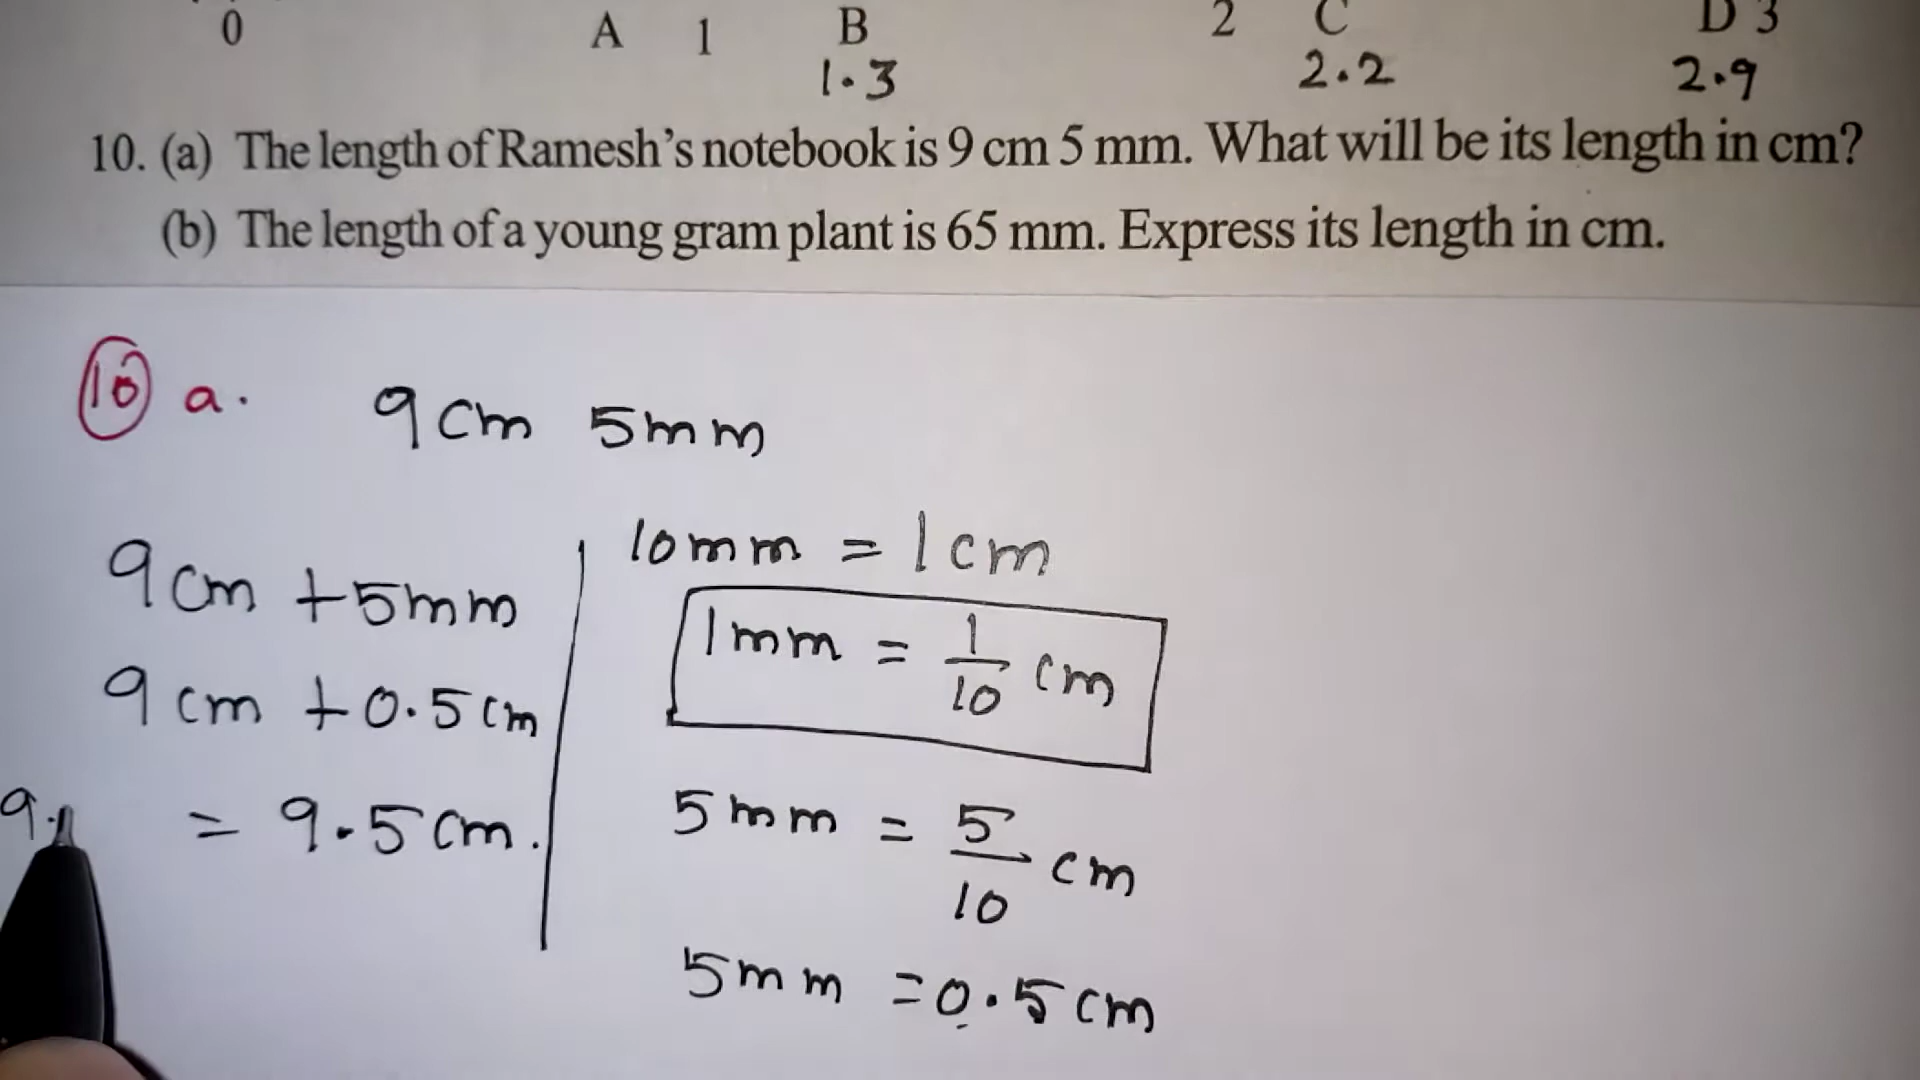 0 A 1 B 2 C D 3
1.3 2.2 2.9
10. (a) The length of Ramesh's notebook is 9 cm 5 mm. What will be its length in cm?
(b) The length of a young gram plant is 65 mm. Express its length in cm.
10 a. 9cm 5mm
9cm +5mm
9cm +0.5cm
= 9.5cm.
9.
10mm = 1cm
1mm = 1/10 cm
5mm = 5/10 cm
5mm =0.5cm